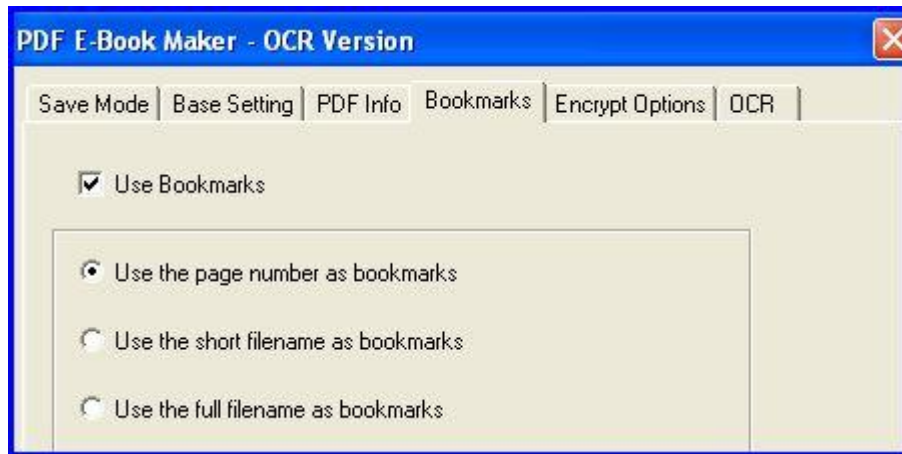 PDF E-Book Maker - OCR Version
Save Mode Base Setting PDF Info Bookmarks Encrypt Options OCR
Use Bookmarks
Use the page number as bookmarks
Use the short filename as bookmarks
Use the full filename as bookmarks